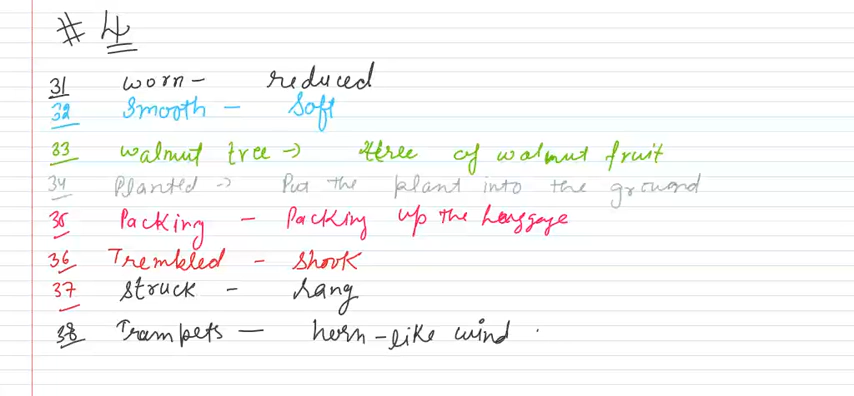 # 4
31 worn - reduced
32 Smooth - Soft
33 walnut tree -> tree of walnut fruit
34 Planted -> Put the plant into the ground
35 Packing - Packing up the luggage
36 Trembled - Shook
37 Struck - rang
38 Trumpets - horn-like wind